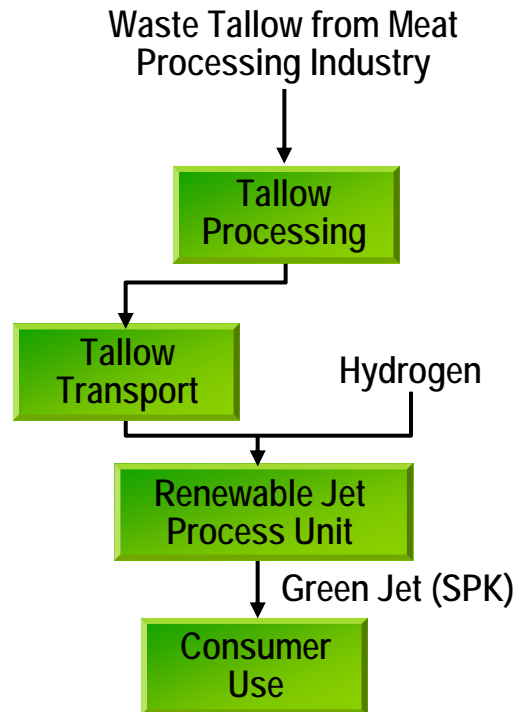 Waste Tallow from Meat
Processing Industry
Tallow
Processing
Tallow
Transport
Hydrogen
Renewable Jet
Process Unit
Green Jet (SPK)
Consumer
Use